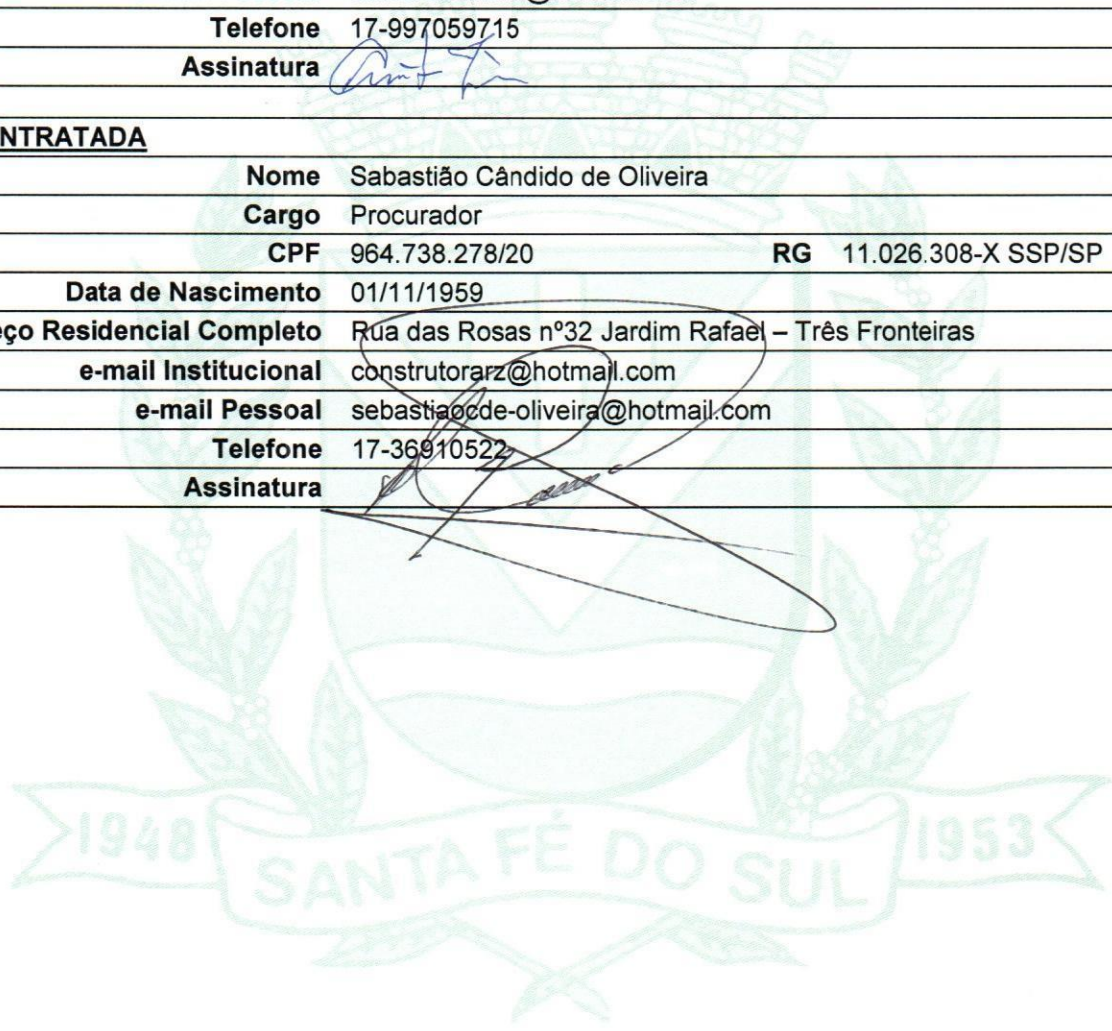 Telefone 17-997059715
Assinatura
NTRATADA
Nome Sabastião Cândido de Oliveira
Cargo Procurador
CPF 964.738.278/20 RG 11.026.308-X SSP/SP
Data de Nascimento 01/11/1959
eço Residencial Completo Rua das Rosas nº32 Jardim Rafael – Três Fronteiras
e-mail Institucional construtorarz@hotmail.com
e-mail Pessoal sebastiaocde-oliveira@hotmail.com
Telefone 17-36910522
Assinatura
1948 SANTA FÉ DO SUL 1953